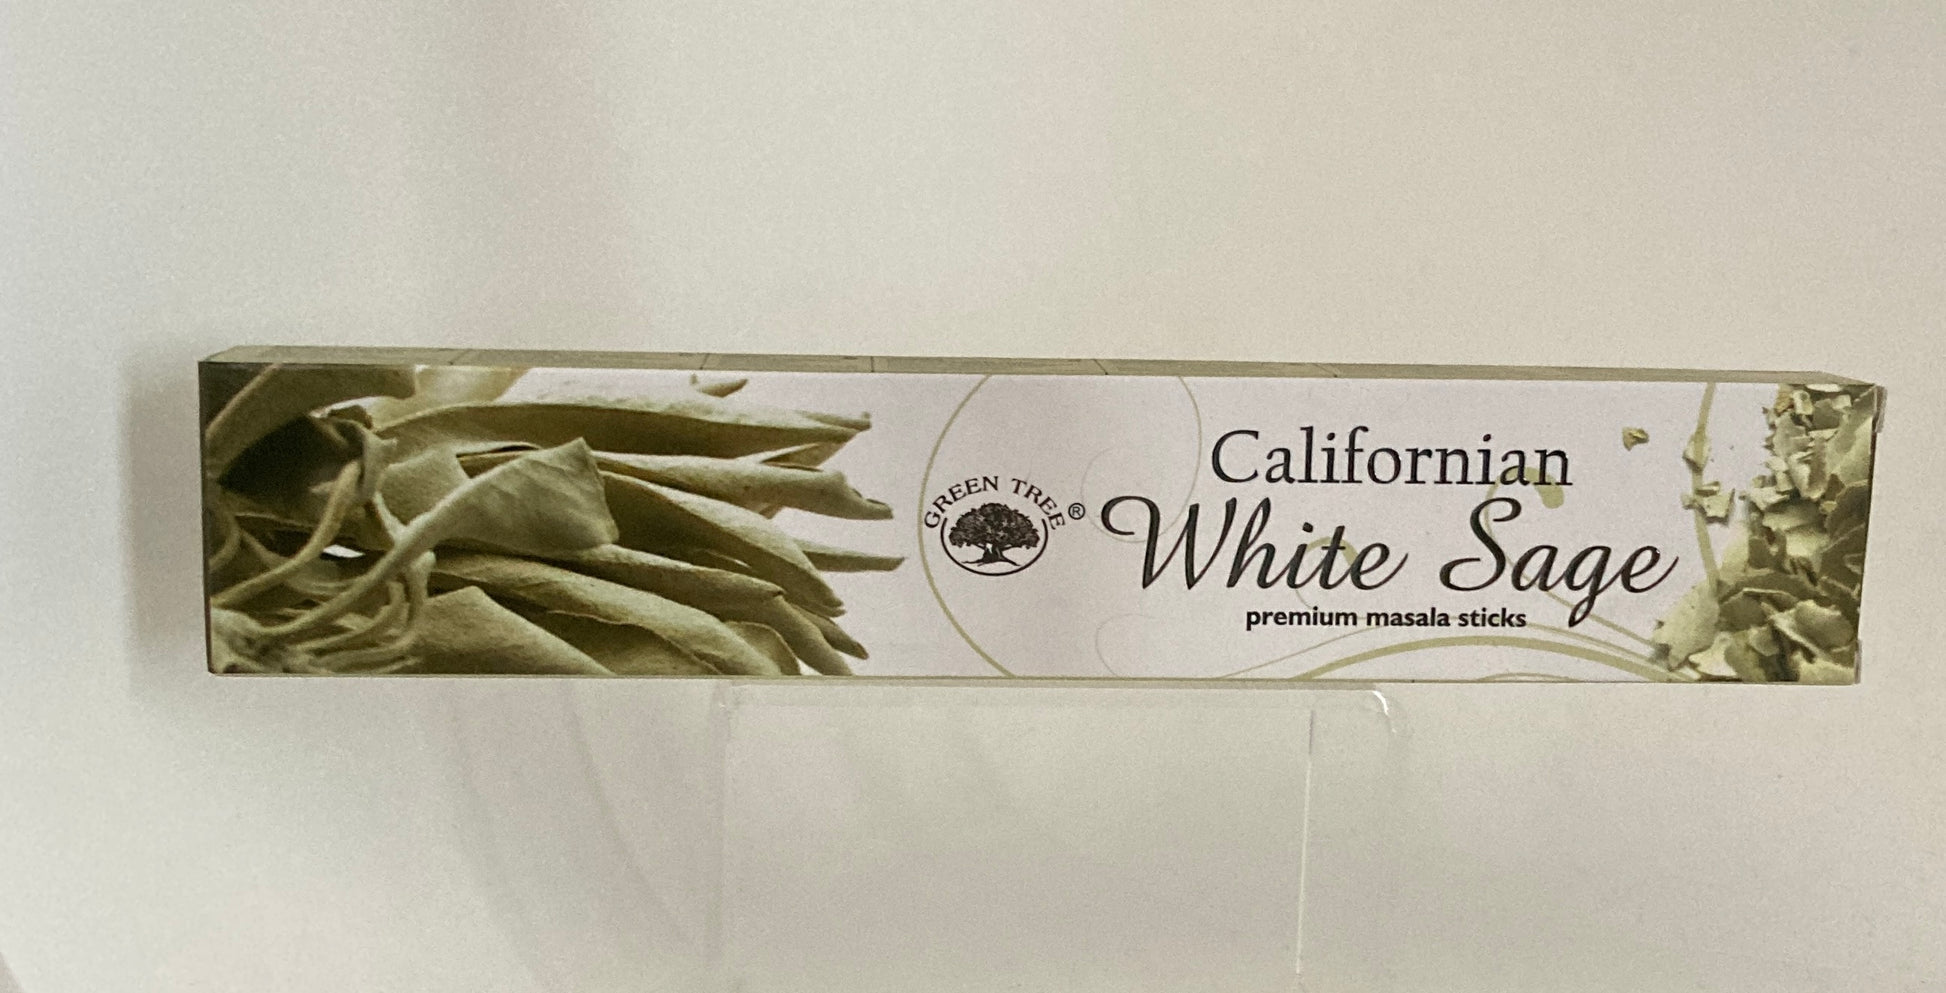 GREEN TREE®
Californian
White Sage
premium masala sticks